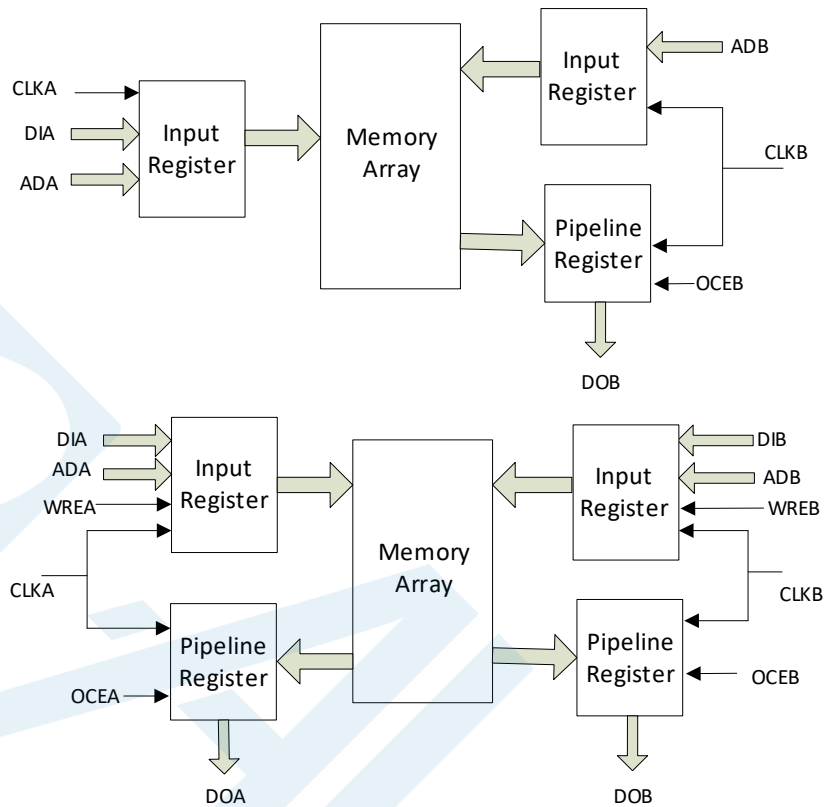 ADB
CLKA
Input
Register
DIA
Input
Register
Memory
Array
CLKB
ADA
Pipeline
Register
OCEB
DOB
DIA
DIB
ADA
Input
Register
Input
Register
ADB
WREA
WREB
Memory
Array
CLKA
CLKB
Pipeline
Register
Pipeline
Register
OCEA
OCEB
DOA
DOB